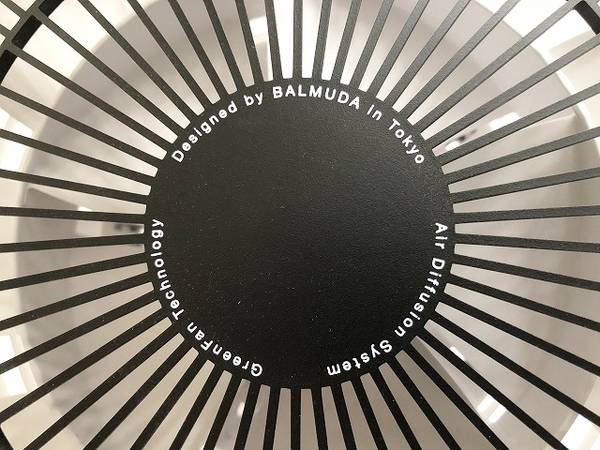 Designed by BALMUDA in Tokyo
Air Diffusion System
GreenFan Technology